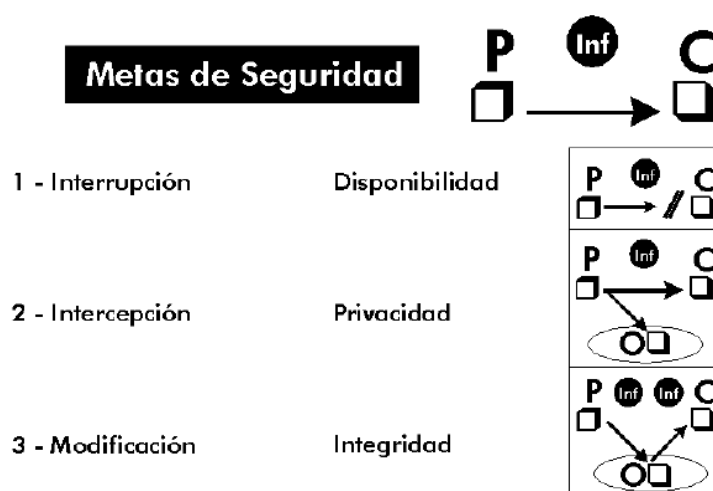 Metas de Seguridad
P Inf C
1 - Interrupción Disponibilidad
P Inf C
2 - Intercepción Privacidad
P Inf C
3 - Modificación Integridad
P Inf Inf C